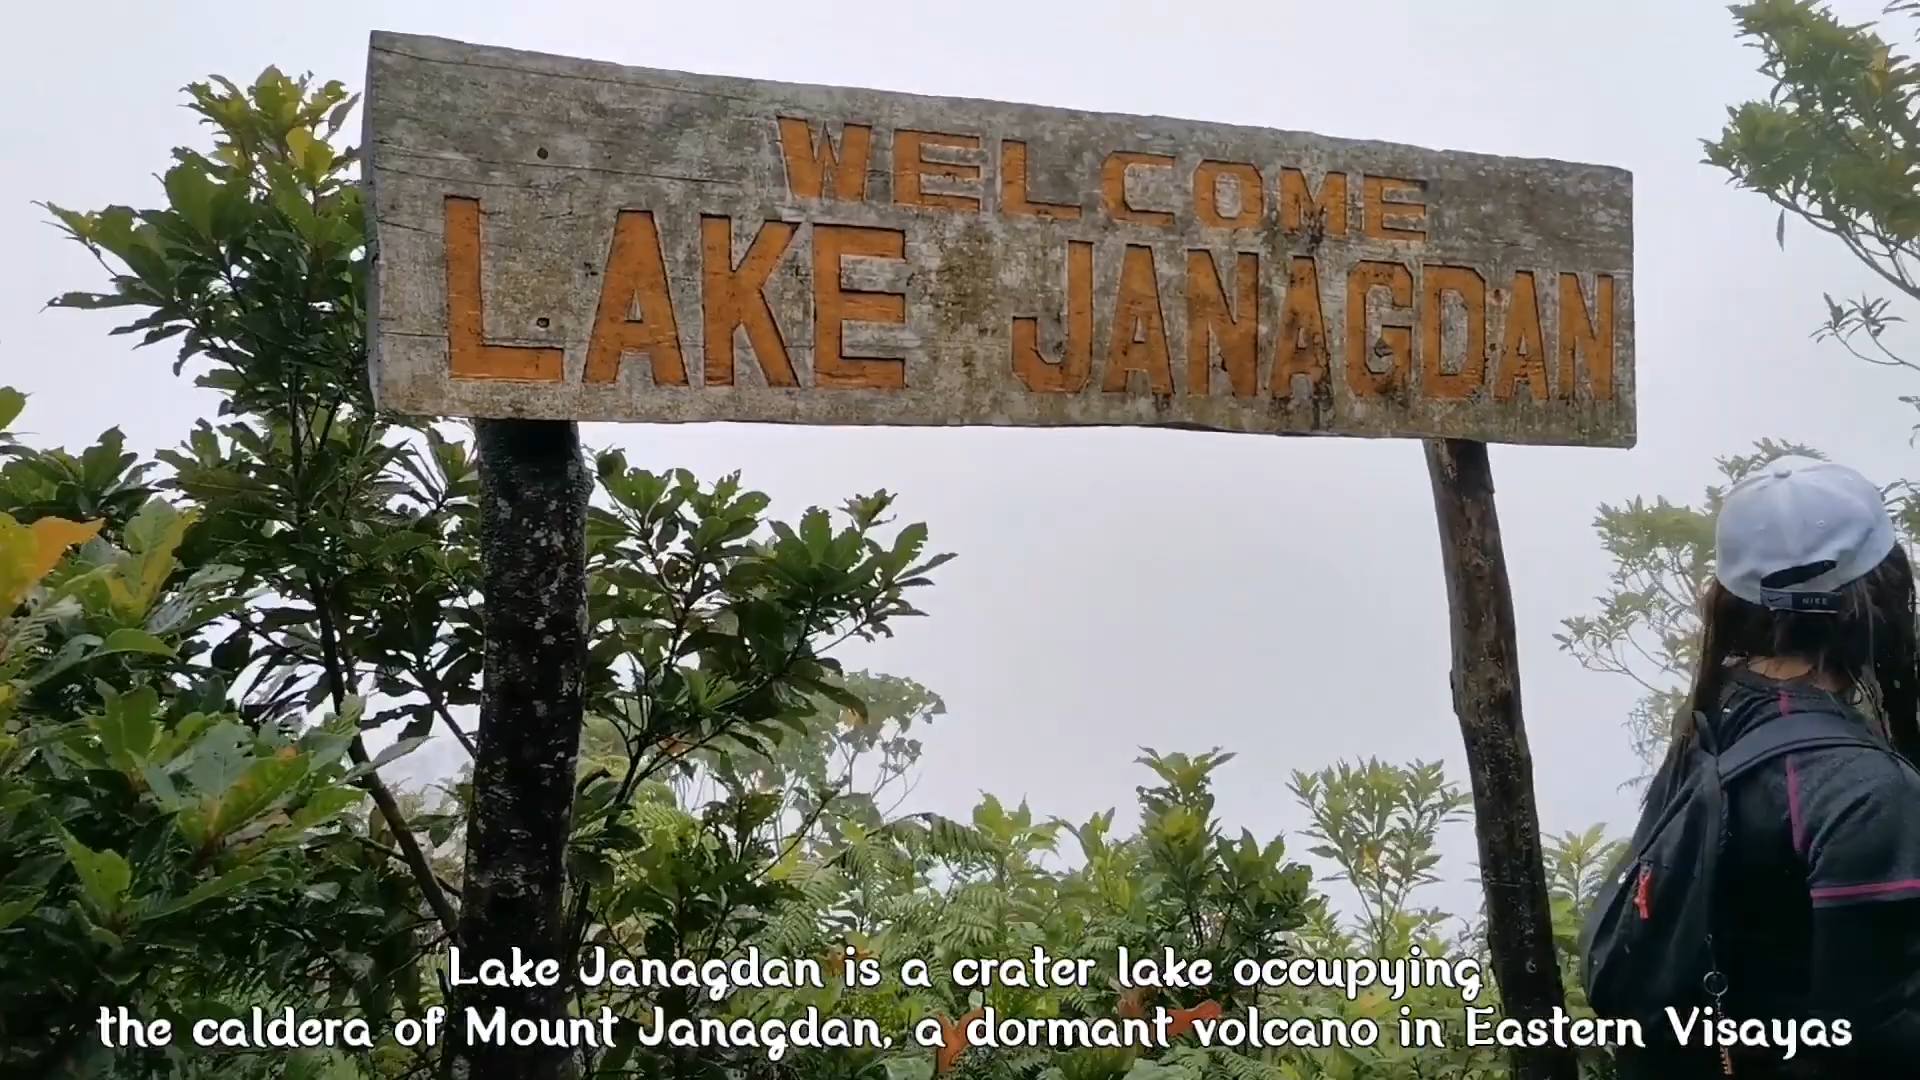 WELCOME
LAKE JANAGDAN
NIKE
Lake Janagdan is a crater lake occupying
the caldera of Mount Janagdan, a dormant volcano in Eastern Visayas